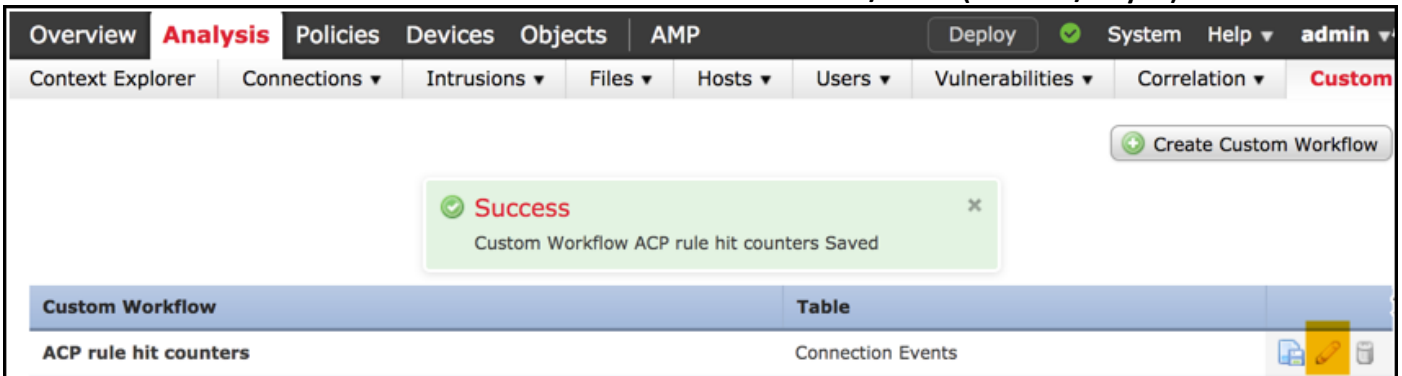 Overview Analysis Policies Devices Objects AMP Deploy System Help admin
Context Explorer Connections Intrusions Files Hosts Users Vulnerabilities Correlation Custom
Create Custom Workflow
Success
Custom Workflow ACP rule hit counters Saved
Custom Workflow Table
ACP rule hit counters Connection Events